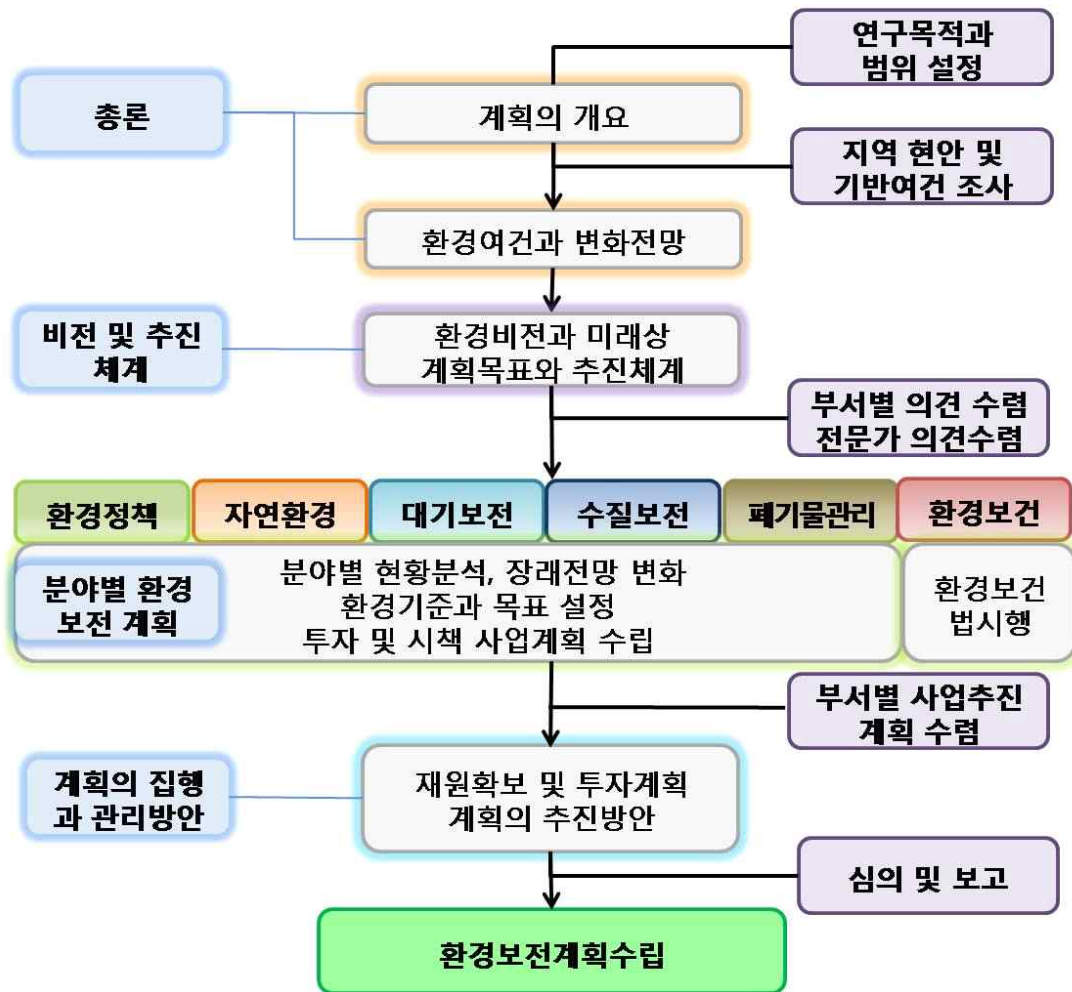 연구목적과
범위 설정
총론
계획의 개요
지역 현안 및
기반여건 조사
환경여건과 변화전망
비전 및 추진
체계
환경비전과 미래상
계획목표와 추진체계
부서별 의견 수렴
전문가 의견수렴
환경정책
자연환경
대기보전
수질보전
폐기물관리
환경보건
분야별 환경
보전 계획
분야별 현황분석, 장래전망 변화
환경기준과 목표 설정
투자 및 시책 사업계획 수립
환경보건
법시행
부서별 사업추진
계획 수렴
계획의 집행
과 관리방안
재원확보 및 투자계획
계획의 추진방안
심의 및 보고
환경보전계획수립